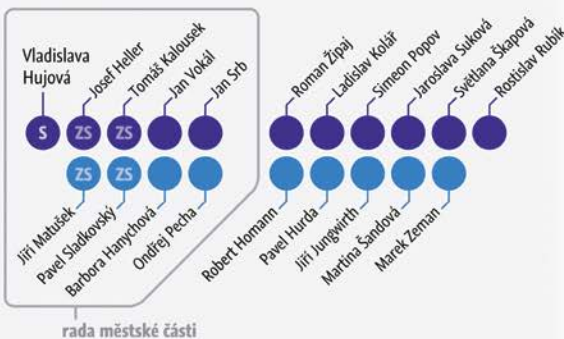 Vladislava
Hujová
Josef Heller
Tomáš Kalousek
Jan Vokál
Jan Srb
Roman Žipaj
Ladislav Kolář
Simeon Popov
Jaroslava Suková
Světlana Škapová
Rostislav Rubík
S
ZS
ZS
ZS
ZS
Jiří Matušek
Pavel Sladkovský
Barbora Hanychová
Ondřej Pecha
Robert Homann
Pavel Hurda
Jiří Jungwirth
Martina Šandová
Marek Zeman
rada městské části